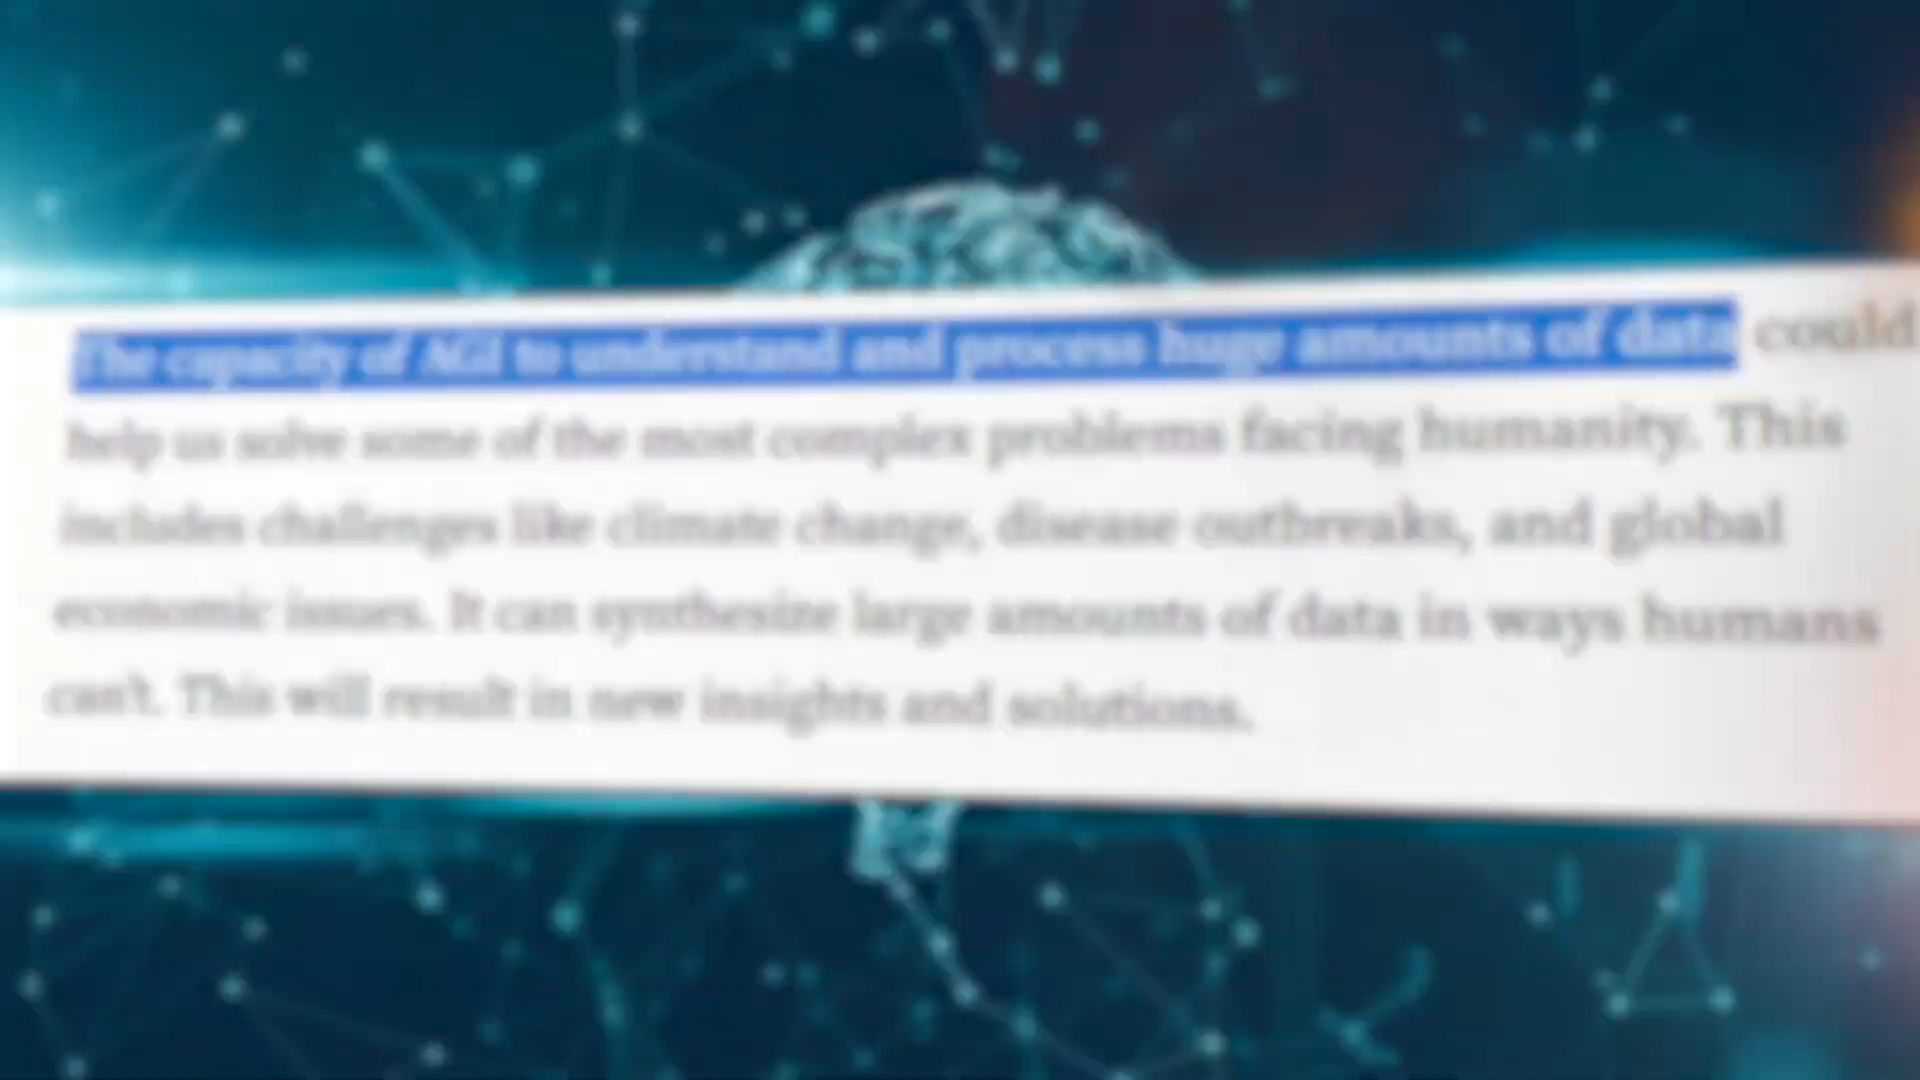 The capacity of AGI to understand and process huge amounts of data could
help us solve some of the most complex problems facing humanity. This
includes challenges like climate change, disease outbreaks, and global
economic issues. It can synthesize large amounts of data in ways humans
can't. This will result in new insights and solutions.